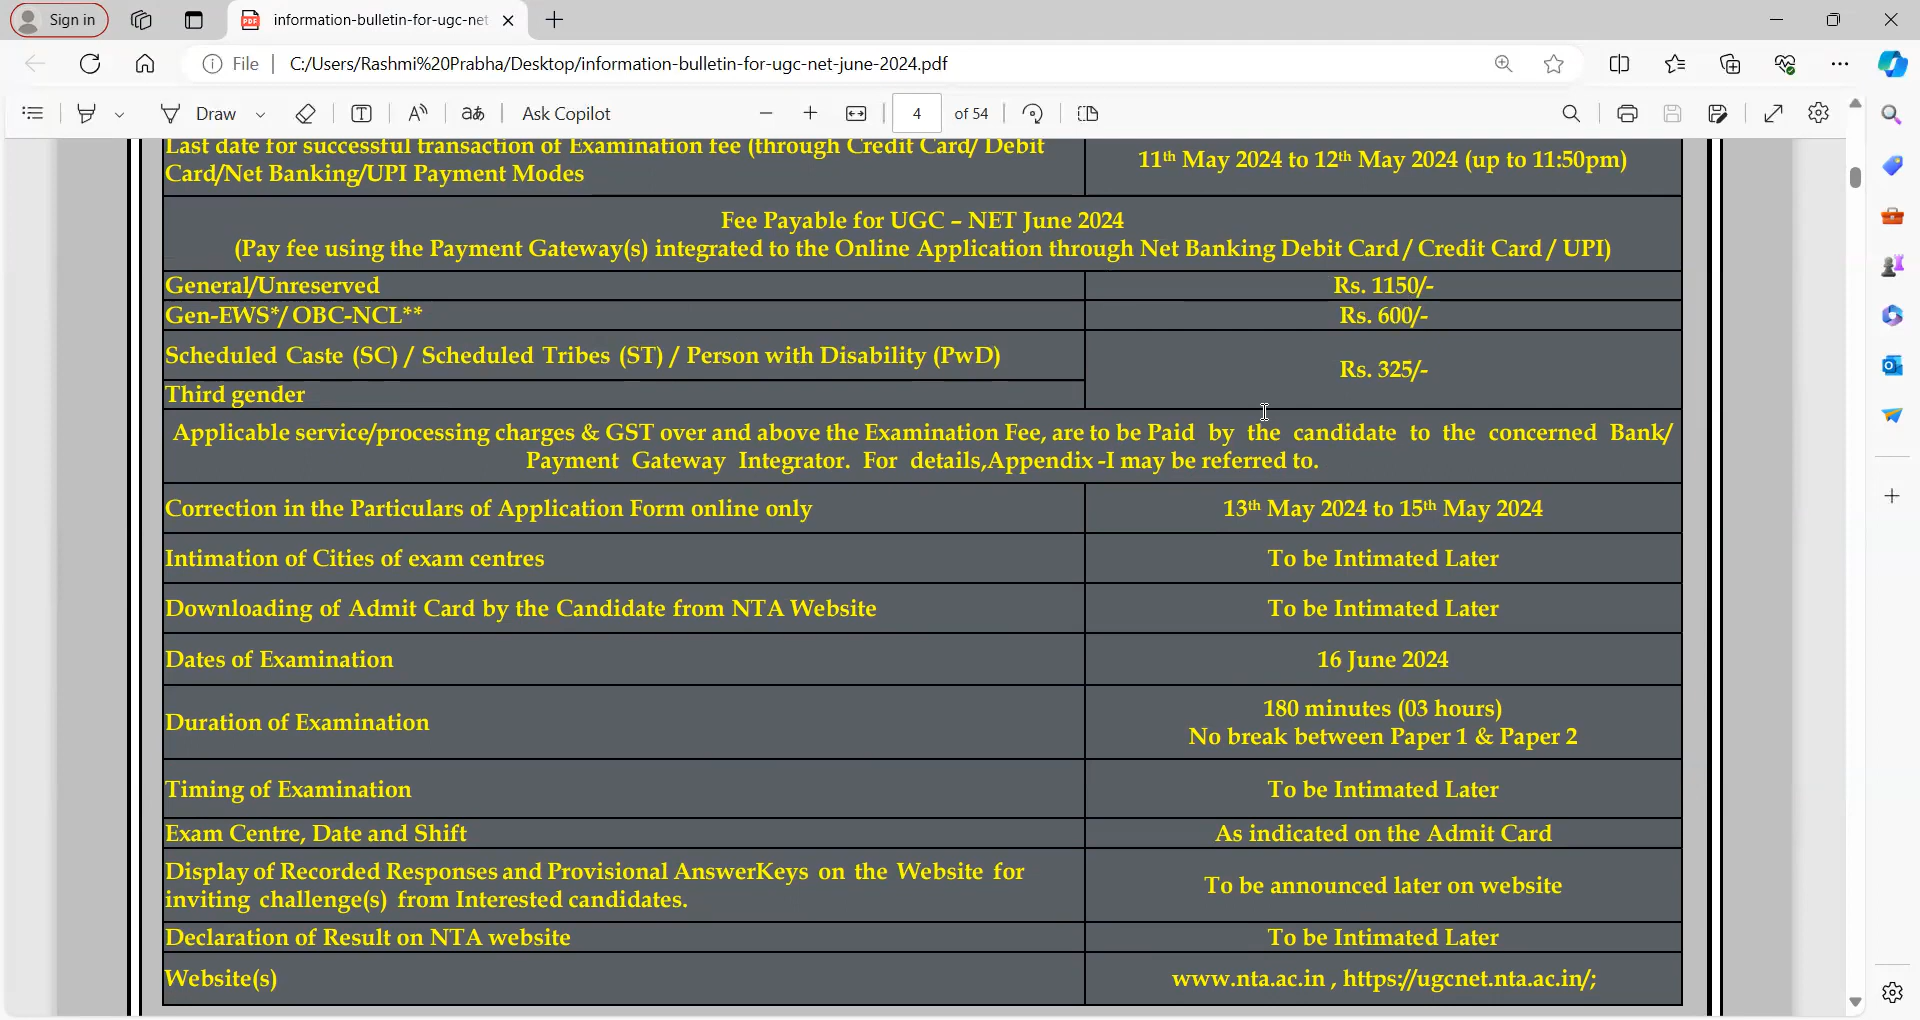 Sign in
information-bulletin-for-ugc-net
File
C:/Users/Rashmi%20Prabha/Desktop/information-bulletin-for-ugc-net-june-2024.pdf
Draw
Ask Copilot
4
of 54
Last date for successful transaction of Examination fee (through Credit Card/ Debit
Card/Net Banking/UPI Payment Modes
11th May 2024 to 12th May 2024 (up to 11:50pm)
Fee Payable for UGC – NET June 2024
(Pay fee using the Payment Gateway(s) integrated to the Online Application through Net Banking Debit Card / Credit Card / UPI)
General/Unreserved
Rs. 1150/-
Gen-EWS*/ OBC-NCL**
Rs. 600/-
Scheduled Caste (SC) / Scheduled Tribes (ST) / Person with Disability (PwD)
Rs. 325/-
Third gender
Applicable service/processing charges & GST over and above the Examination Fee, are to be Paid by the candidate to the concerned Bank/
Payment Gateway Integrator. For details,Appendix -I may be referred to.
Correction in the Particulars of Application Form online only
13th May 2024 to 15th May 2024
Intimation of Cities of exam centres
To be Intimated Later
Downloading of Admit Card by the Candidate from NTA Website
To be Intimated Later
Dates of Examination
16 June 2024
Duration of Examination
180 minutes (03 hours)
No break between Paper 1 & Paper 2
Timing of Examination
To be Intimated Later
Exam Centre, Date and Shift
As indicated on the Admit Card
Display of Recorded Responses and Provisional AnswerKeys on the Website for
inviting challenge(s) from Interested candidates.
To be announced later on website
Declaration of Result on NTA website
To be Intimated Later
Website(s)
www.nta.ac.in , https://ugcnet.nta.ac.in/;